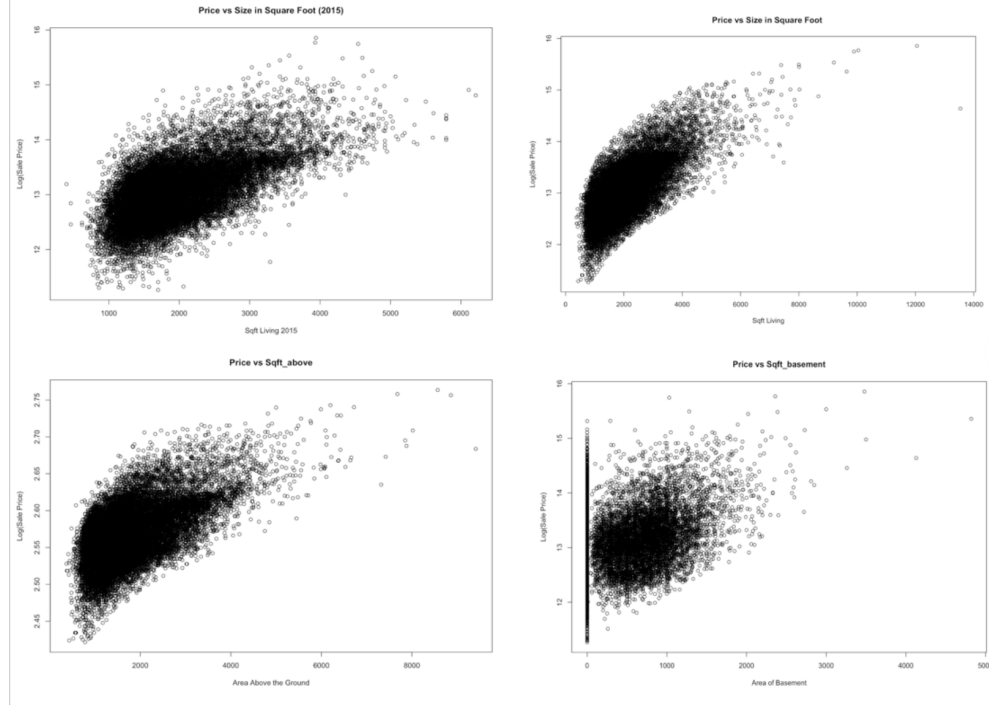 Price vs Size in Square Foot (2015)
16
15
14
13
12
Log(Sale Price)
1000 2000 3000 4000 5000 6000
Sqft Living 2015
Price vs Size in Square Foot
16
15
14
13
12
Log(Sale Price)
0 2000 4000 6000 8000 10000 12000 14000
Sqft Living
Price vs Sqft_above
2.75
2.70
2.65
2.60
2.55
2.50
2.45
Log(Sale Price)
2000 4000 6000 8000
Area Above the Ground
Price vs Sqft_basement
16
15
14
13
12
Log(Sale Price)
0 1000 2000 3000 4000 500
Area of Basement